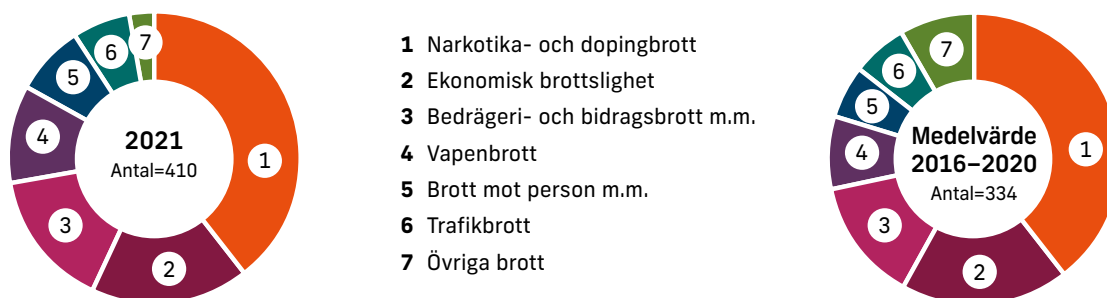 7
6
5
4
3
2
1
2021
Antal=410
1 Narkotika- och dopingbrott
2 Ekonomisk brottslighet
3 Bedrägeri- och bidragsbrott m.m.
4 Vapenbrott
5 Brott mot person m.m.
6 Trafikbrott
7 Övriga brott
7
6
5
4
3
2
1
Medelvärde
2016–2020
Antal=334